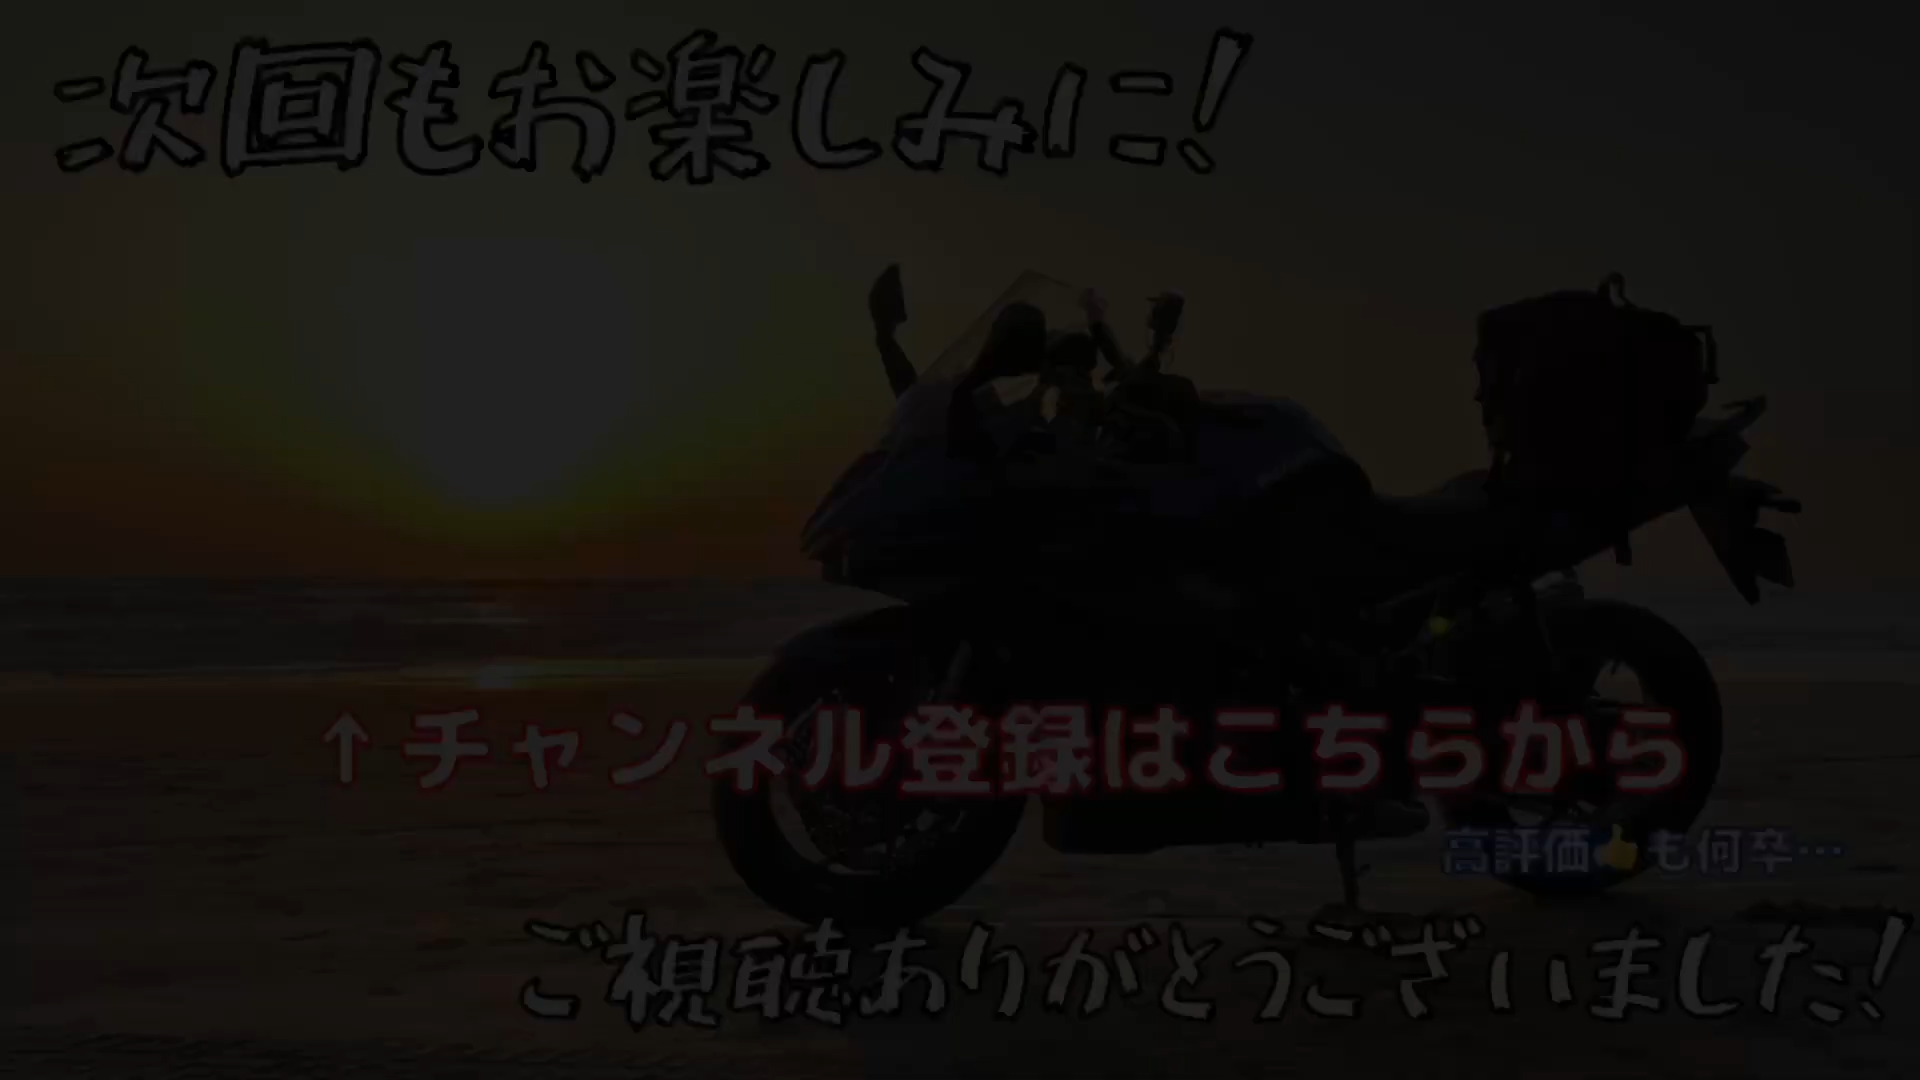 次回もお楽しみに!
↑チャンネル登録はこちらから
高評価👍も何卒…
ご視聴ありがとうございました!